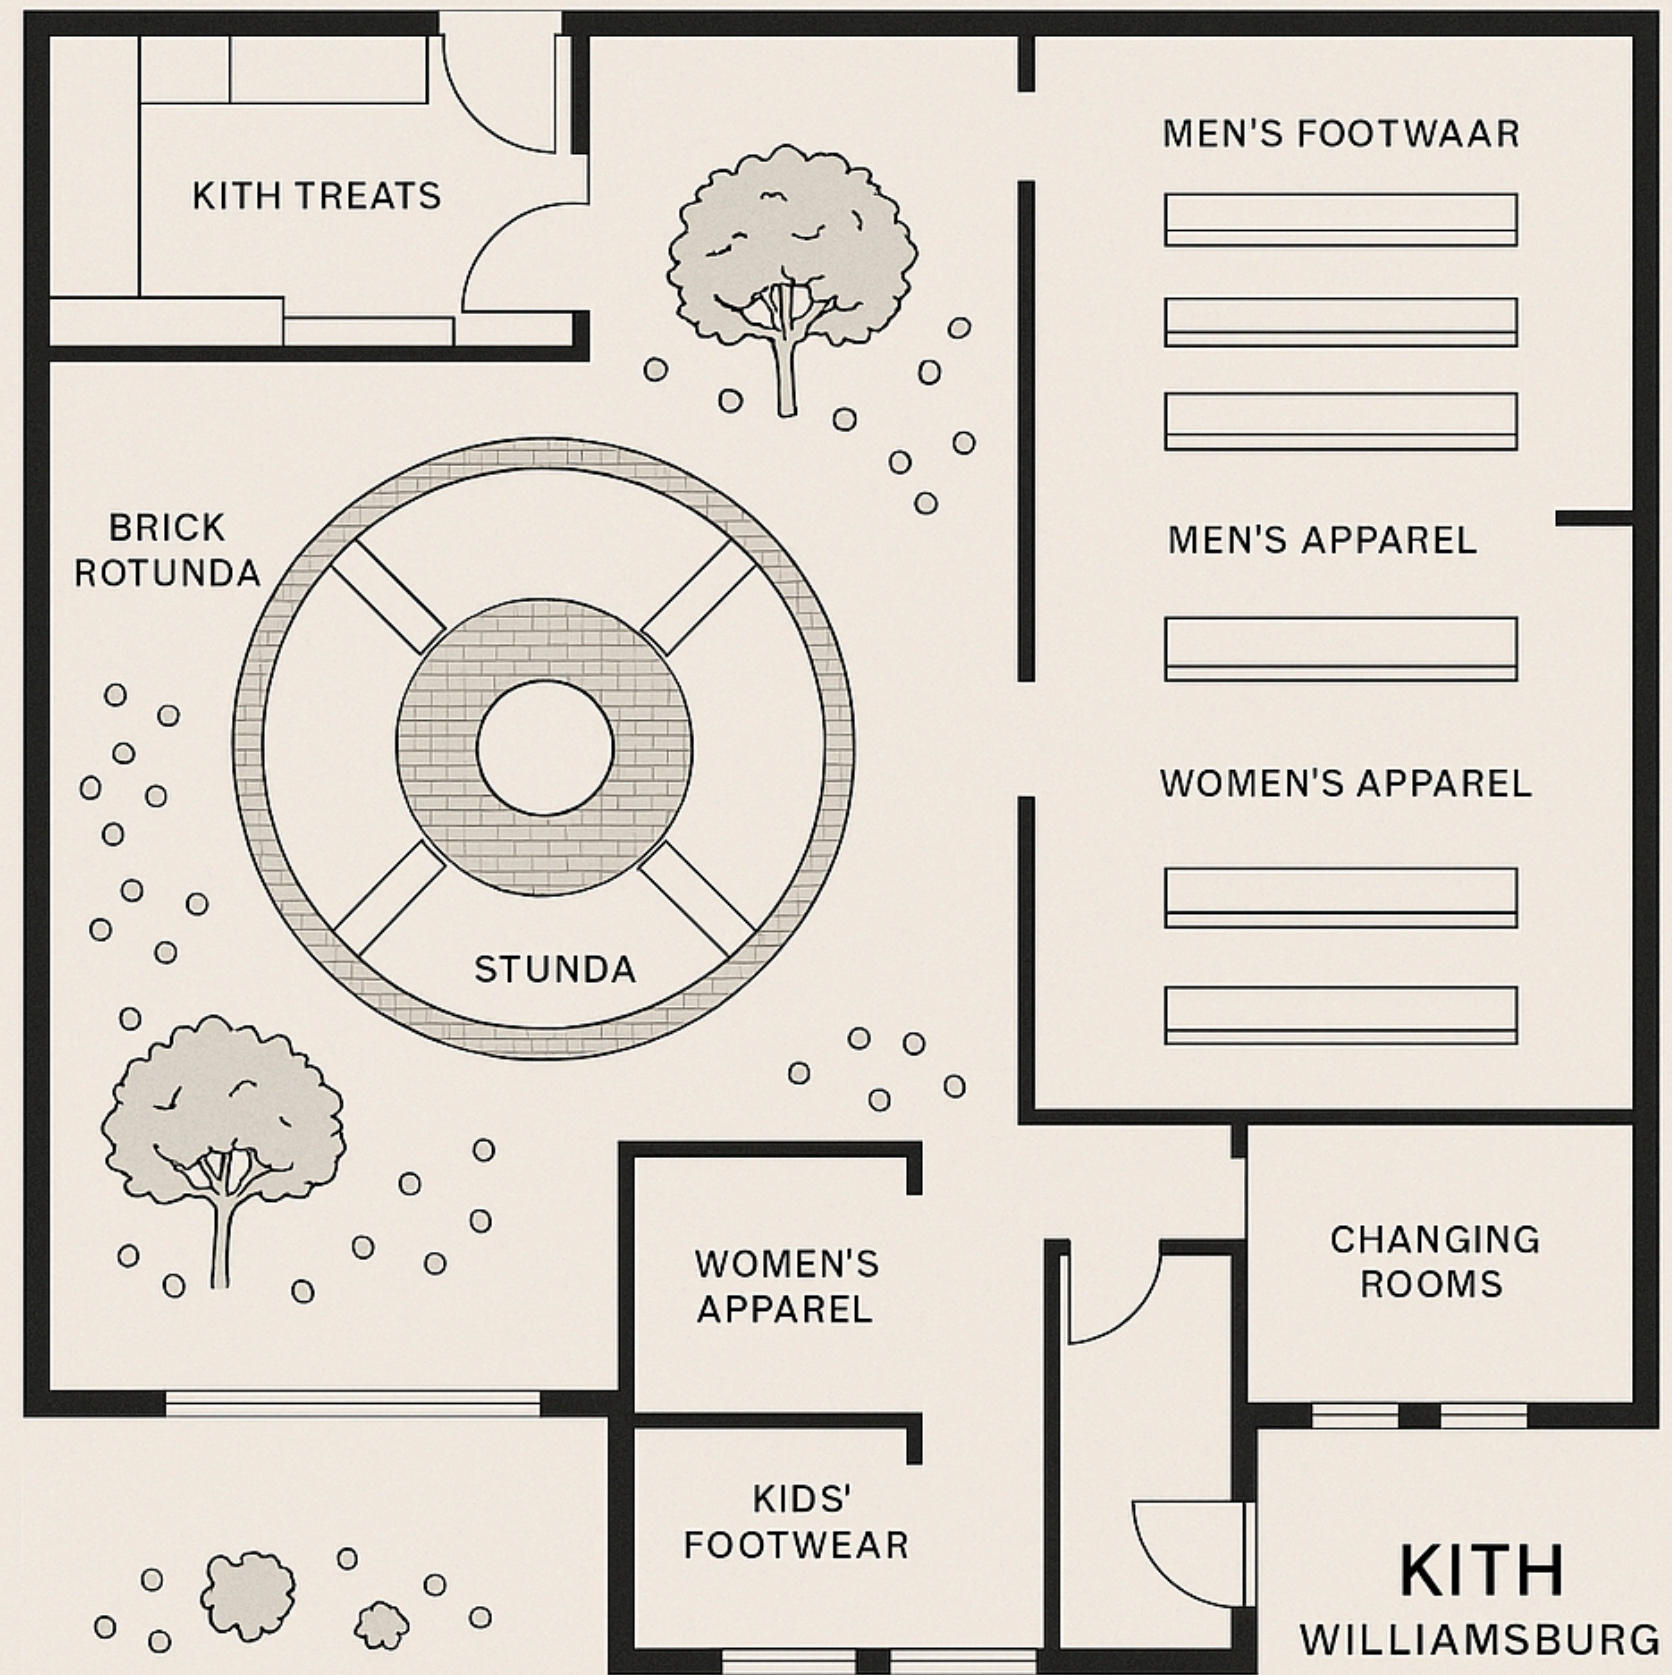 KITH TREATS
MEN'S FOOTWAAR
BRICK
ROTUNDA
MEN'S APPAREL
WOMEN'S APPAREL
STUNDA
WOMEN'S
APPAREL
CHANGING
ROOMS
KIDS'
FOOTWEAR
KITH
WILLIAMSBURG